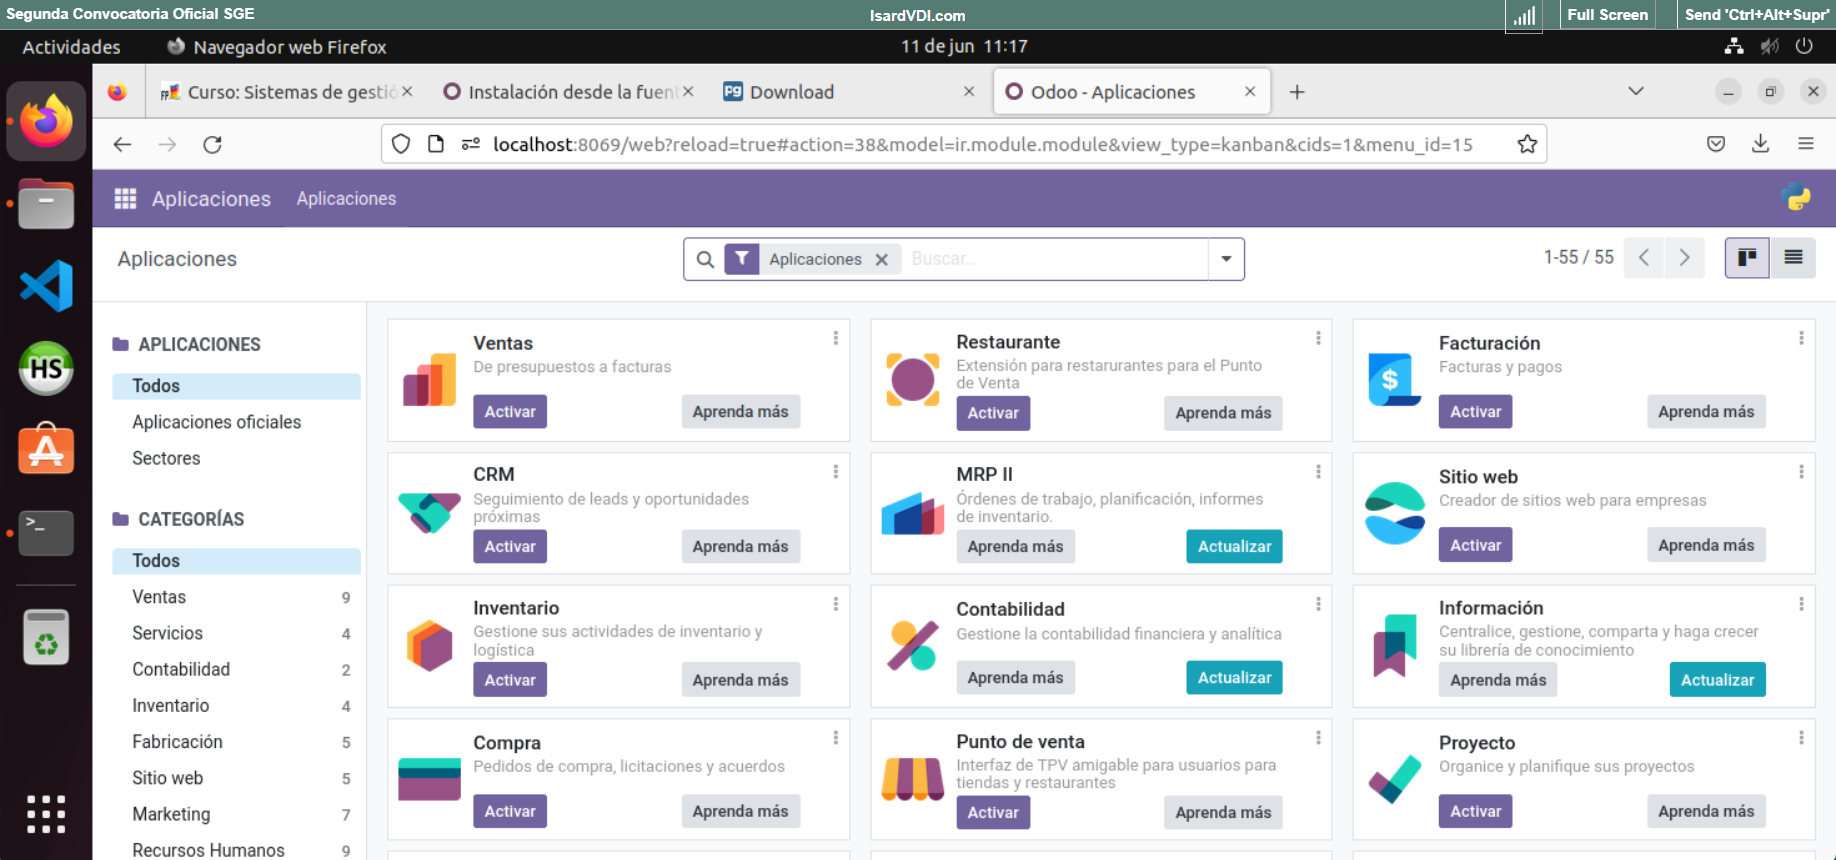 Segunda Convocatoria Oficial SGE
IsardVDI.com
Full Screen
Send 'Ctrl+Alt+Supr'
Actividades
Navegador web Firefox
11 de jun 11:17
Curso: Sistemas de gestió
Instalación desde la fuen
Download
Odoo - Aplicaciones
localhost:8069/web?reload=true#action=38&model=ir.module.module&view_type=kanban&cids=1&menu_id=15
Aplicaciones
Aplicaciones
Aplicaciones
Aplicaciones
Buscar...
1-55 / 55
APLICACIONES
Todos
Aplicaciones oficiales
Sectores
CATEGORÍAS
Todos
Ventas 9
Servicios 4
Contabilidad 2
Inventario 4
Fabricación 5
Sitio web 5
Marketing 7
Recursos Humanos 9
Ventas
De presupuestos a facturas
Activar
Aprenda más
Restaurante
Extensión para restarurantes para el Punto
de Venta
Activar
Aprenda más
Facturación
Facturas y pagos
Activar
Aprenda más
CRM
Seguimiento de leads y oportunidades
próximas
Activar
Aprenda más
MRP II
Órdenes de trabajo, planificación, informes
de inventario.
Aprenda más
Actualizar
Sitio web
Creador de sitios web para empresas
Activar
Aprenda más
Inventario
Gestione sus actividades de inventario y
logística
Activar
Aprenda más
Contabilidad
Gestione la contabilidad financiera y analítica
Aprenda más
Actualizar
Información
Centralice, gestione, comparta y haga crecer
su librería de conocimiento
Aprenda más
Actualizar
Compra
Pedidos de compra, licitaciones y acuerdos
Activar
Aprenda más
Punto de venta
Interfaz de TPV amigable para usuarios para
tiendas y restaurantes
Activar
Aprenda más
Proyecto
Organice y planifique sus proyectos
Activar
Aprenda más
HS